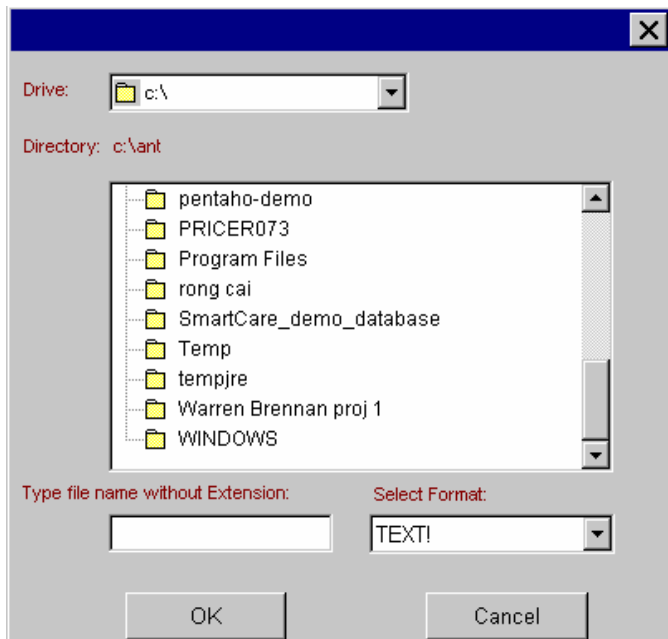 Drive: c:\
Directory: c:\ant
pentaho-demo
PRICER073
Program Files
rong cai
SmartCare_demo_database
Temp
tempjre
Warren Brennan proj 1
WINDOWS
Type file name without Extension: Select Format:
TEXT!
OK Cancel